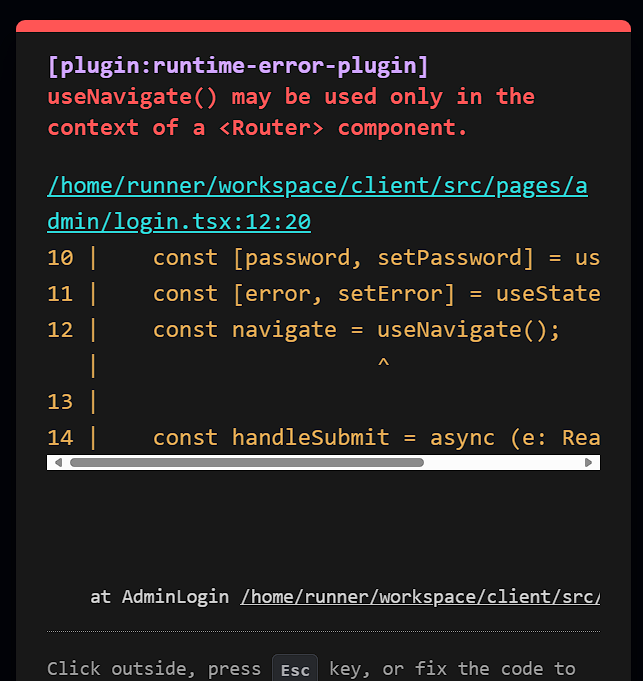 [plugin:runtime-error-plugin]
useNavigate() may be used only in the
context of a <Router> component.
/home/runner/workspace/client/src/pages/a
dmin/login.tsx:12:20
10 |    const [password, setPassword] = us
11 |    const [error, setError] = useState
12 |    const navigate = useNavigate();
   |                     ^
13 |
14 |    const handleSubmit = async (e: Rea
at AdminLogin /home/runner/workspace/client/src/
Click outside, press Esc key, or fix the code to